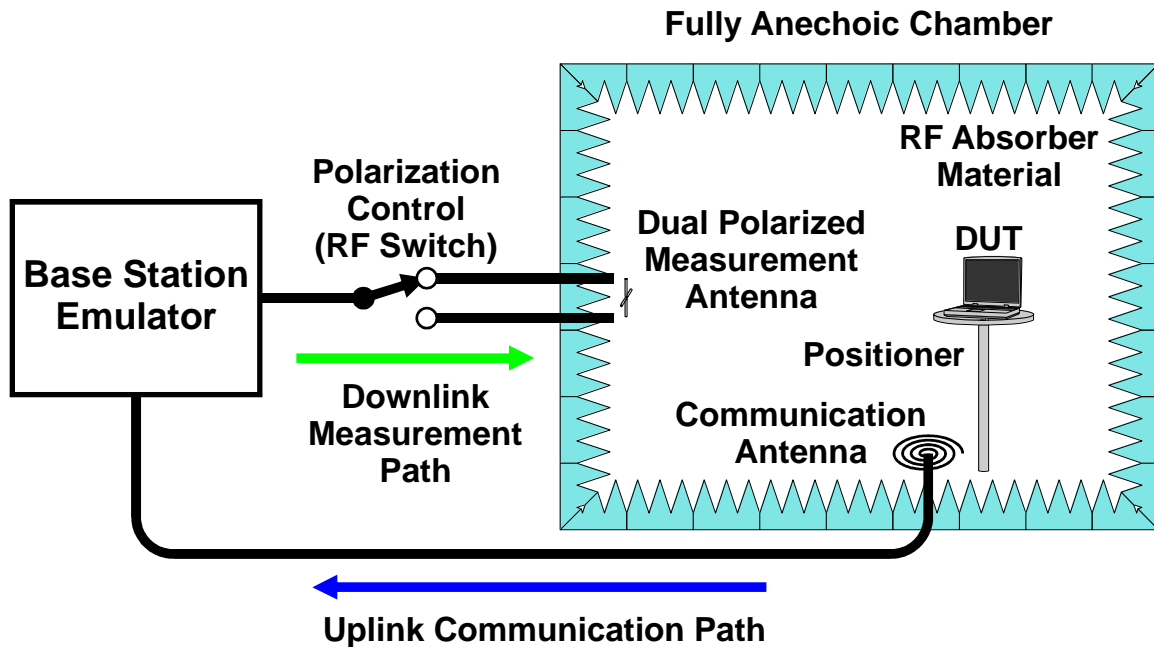 Fully Anechoic Chamber
RF Absorber
Material
Polarization
Control
(RF Switch)
Dual Polarized
Measurement
Antenna
DUT
Base Station
Emulator
Positioner
Downlink
Measurement
Path
Communication
Antenna
Uplink Communication Path